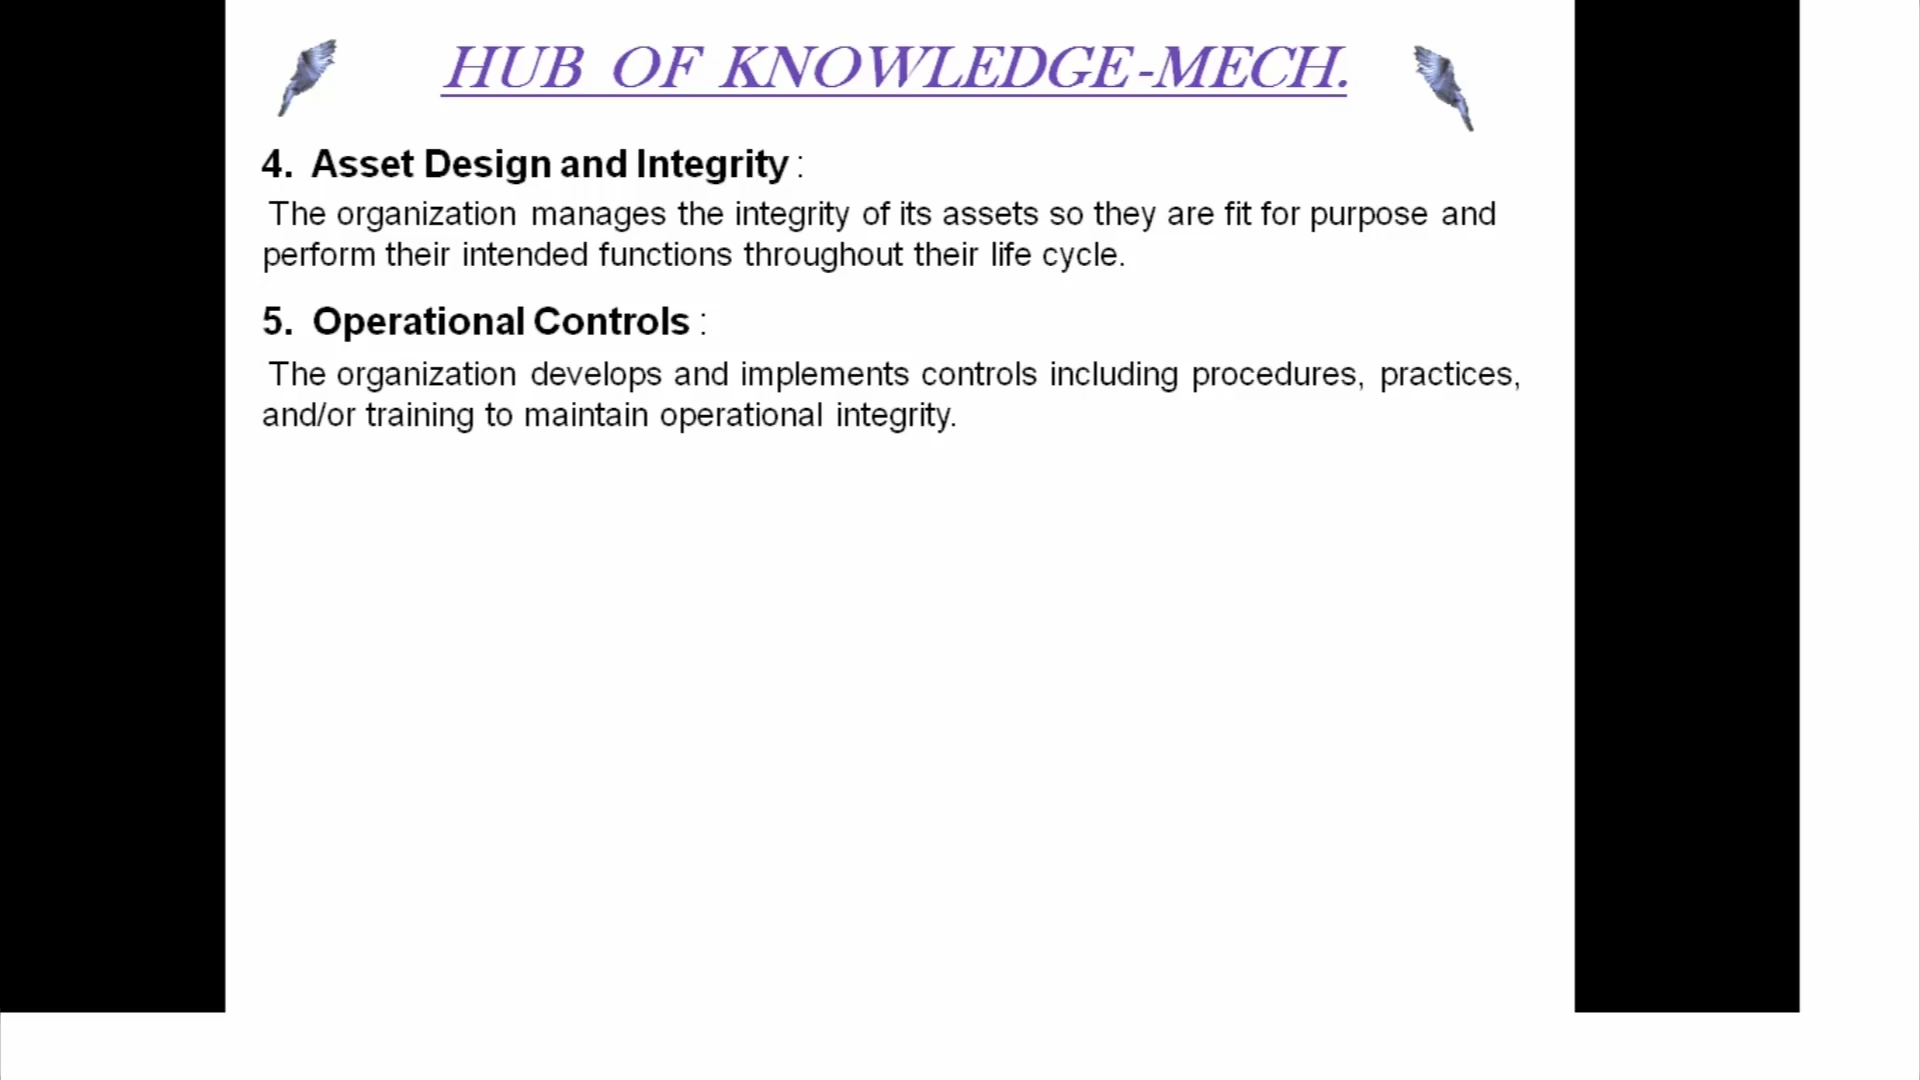 HUB OF KNOWLEDGE-MECH.
4. Asset Design and Integrity :
The organization manages the integrity of its assets so they are fit for purpose and
perform their intended functions throughout their life cycle.
5. Operational Controls :
The organization develops and implements controls including procedures, practices,
and/or training to maintain operational integrity.